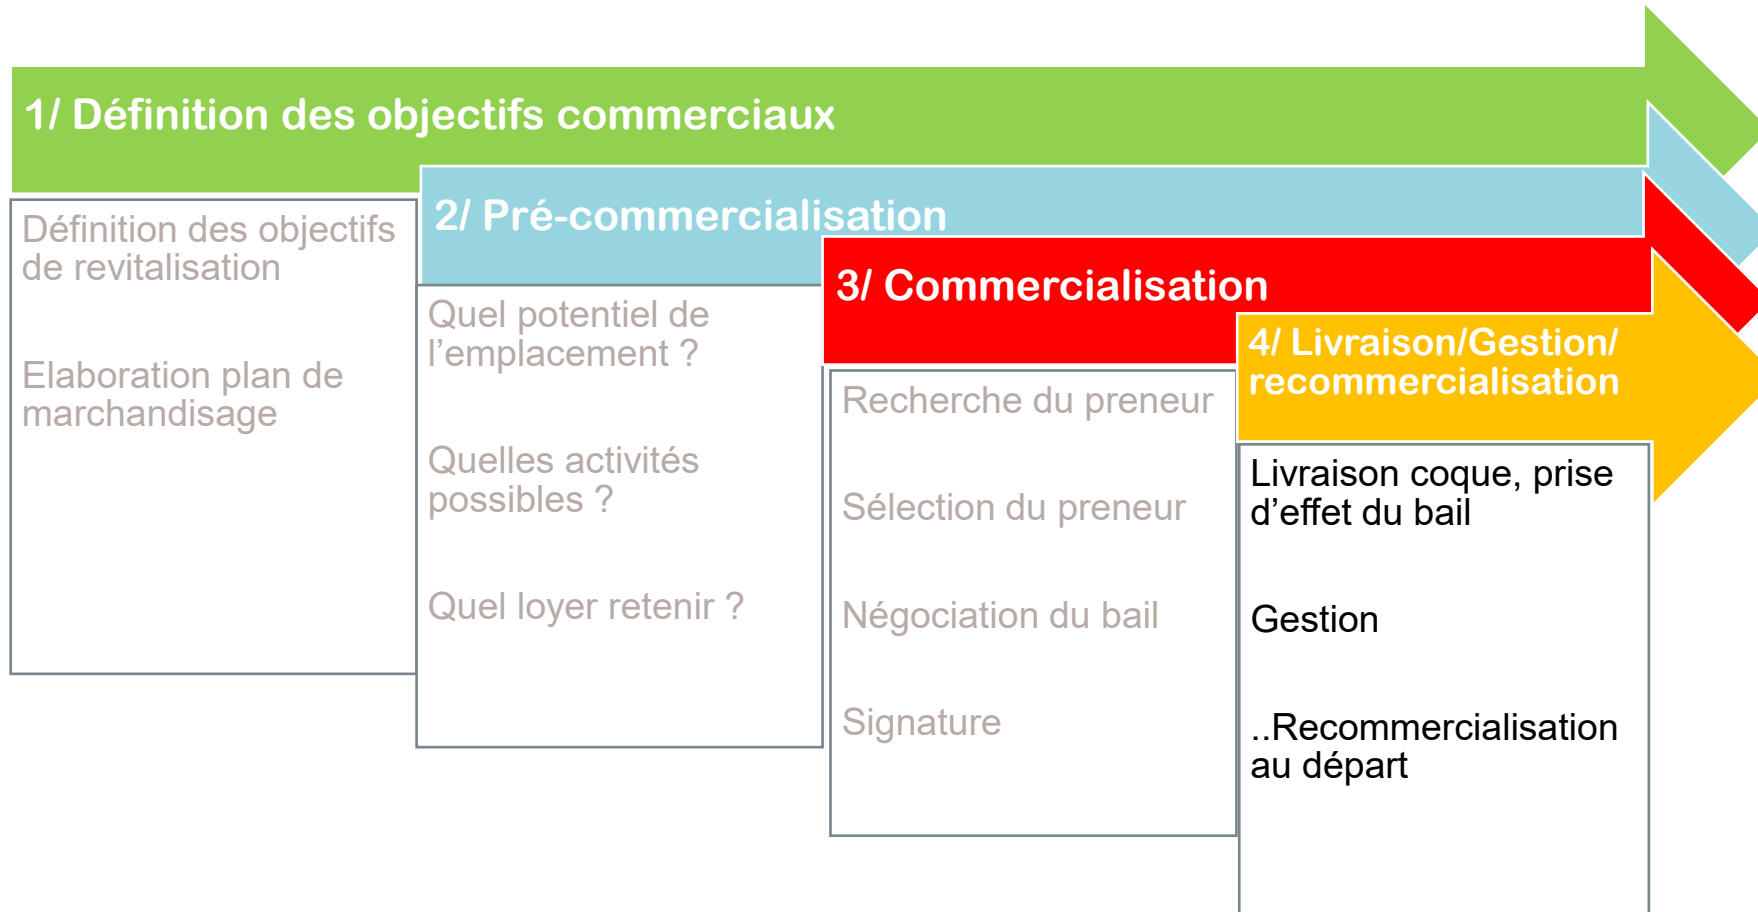 1/ Définition des objectifs commerciaux
Définition des objectifs
de revitalisation
Elaboration plan de
marchandisage
2/ Pré-commercialisation
Quel potentiel de
l’emplacement ?
Quelles activités
possibles ?
Quel loyer retenir ?
3/ Commercialisation
Recherche du preneur
Sélection du preneur
Négociation du bail
Signature
4/ Livraison/Gestion/
recommercialisation
Livraison coque, prise
d’effet du bail
Gestion
..Recommercialisation
au départ